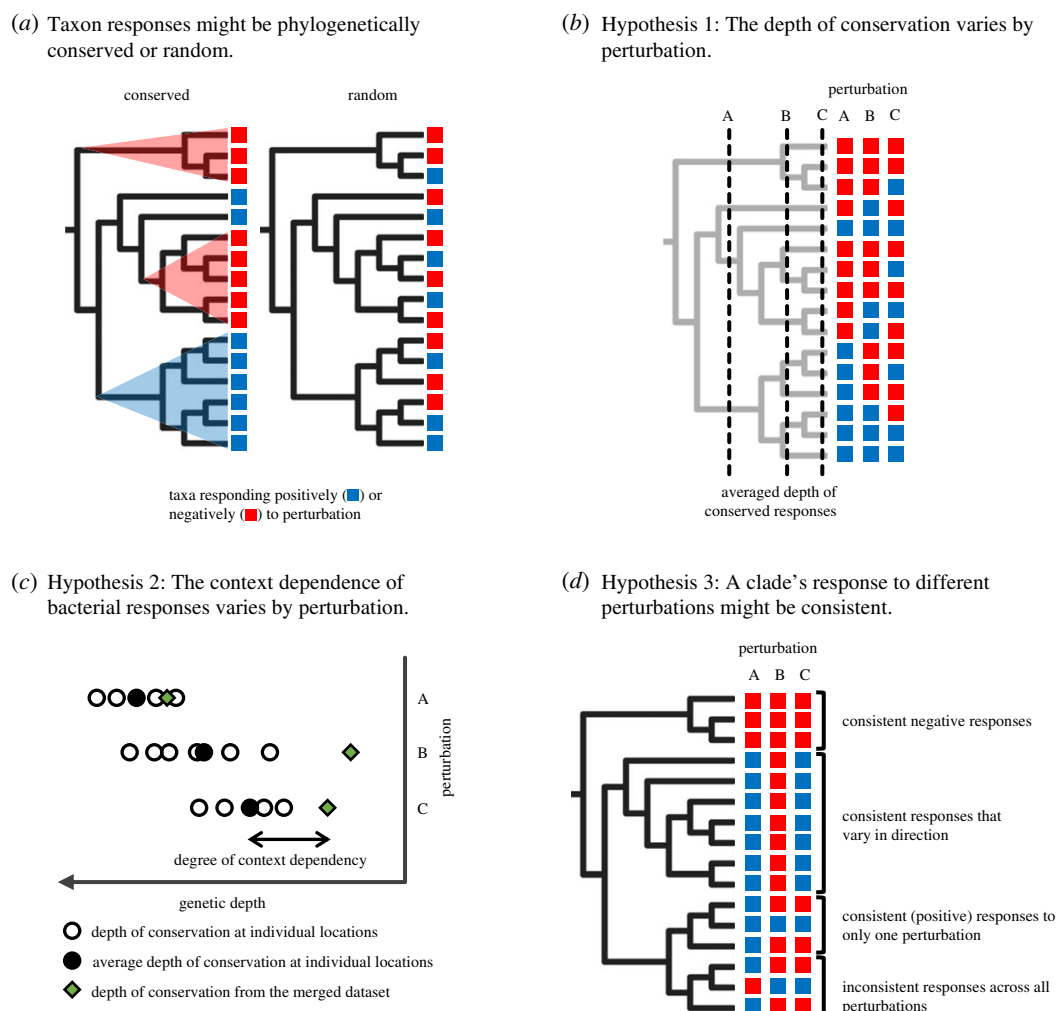 (a) Taxon responses might be phylogenetically
conserved or random.
conserved
random
taxa responding positively ( ) or
negatively ( ) to perturbation
(b) Hypothesis 1: The depth of conservation varies by
perturbation.
perturbation
A B C A B C
averaged depth of
conserved responses
(c) Hypothesis 2: The context dependence of
bacterial responses varies by perturbation.
A
B
C
perturbation
degree of context dependency
genetic depth
depth of conservation at individual locations
average depth of conservation at individual locations
depth of conservation from the merged dataset
(d) Hypothesis 3: A clade's response to different
perturbations might be consistent.
perturbation
A B C
consistent negative responses
consistent responses that
vary in direction
consistent (positive) responses to
only one perturbation
inconsistent responses across all
perturbations